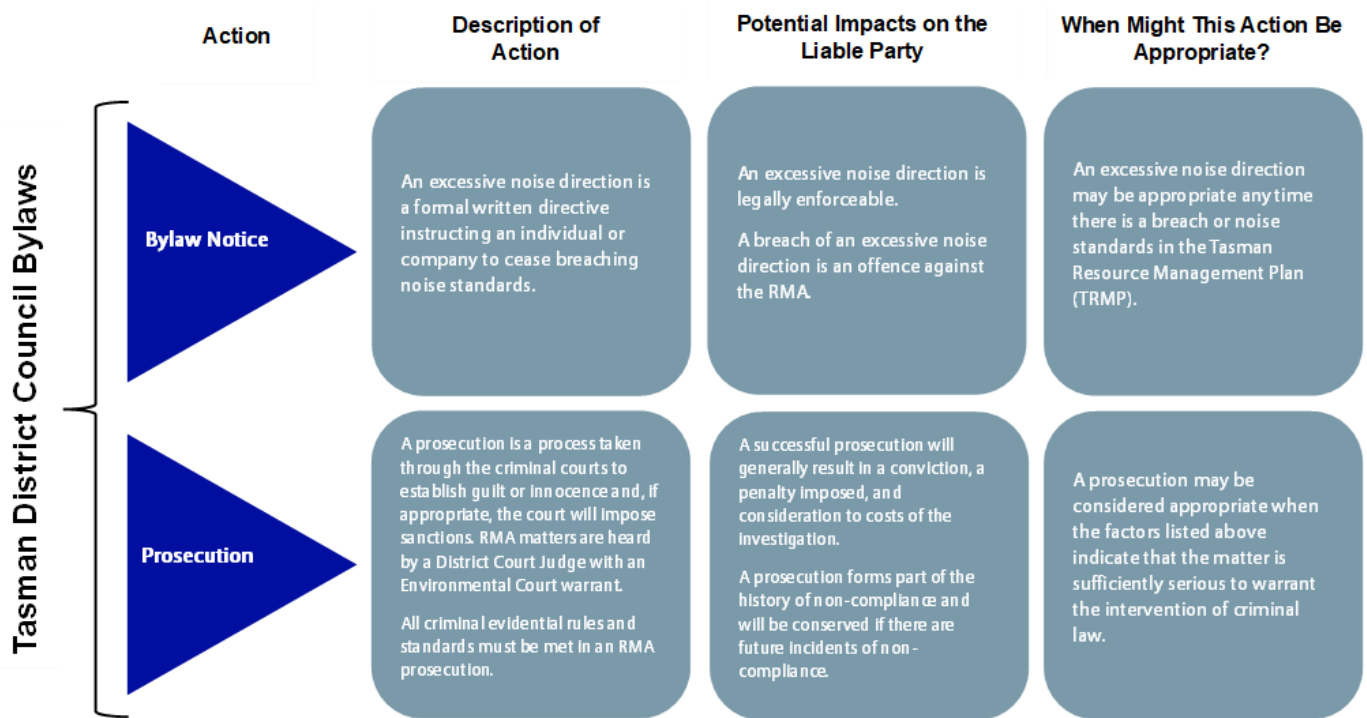 Action
Description of
Action
Potential Impacts on the
Liable Party
When Might This Action Be
Appropriate?
Tasman District Council Bylaws
Bylaw Notice
An excessive noise direction is
a formal written directive
instructing an individual or
company to cease breaching
noise standards.
An excessive noise direction is
legally enforceable.
A breach of an excessive noise
direction is an offence against
the RMA.
An excessive noise direction
may be appropriate any time
there is a breach or noise
standards in the Tasman
Resource Management Plan
(TRMP).
Prosecution
A prosecution is a process taken
through the criminal courts to
establish guilt or innocence and, if
appropriate, the court will impose
sanctions. RMA matters are heard
by a District Court Judge with an
Environmental Court warrant.
All criminal evidential rules and
standards must be met in an RMA
prosecution.
A successful prosecution will
generally result in a conviction, a
penalty imposed, and
consideration to costs of the
investigation.
A prosecution forms part of the
history of non-compliance and
will be conserved if there are
future incidents of non-
compliance.
A prosecution may be
considered appropriate when
the factors listed above
indicate that the matter is
sufficiently serious to warrant
the intervention of criminal
law.